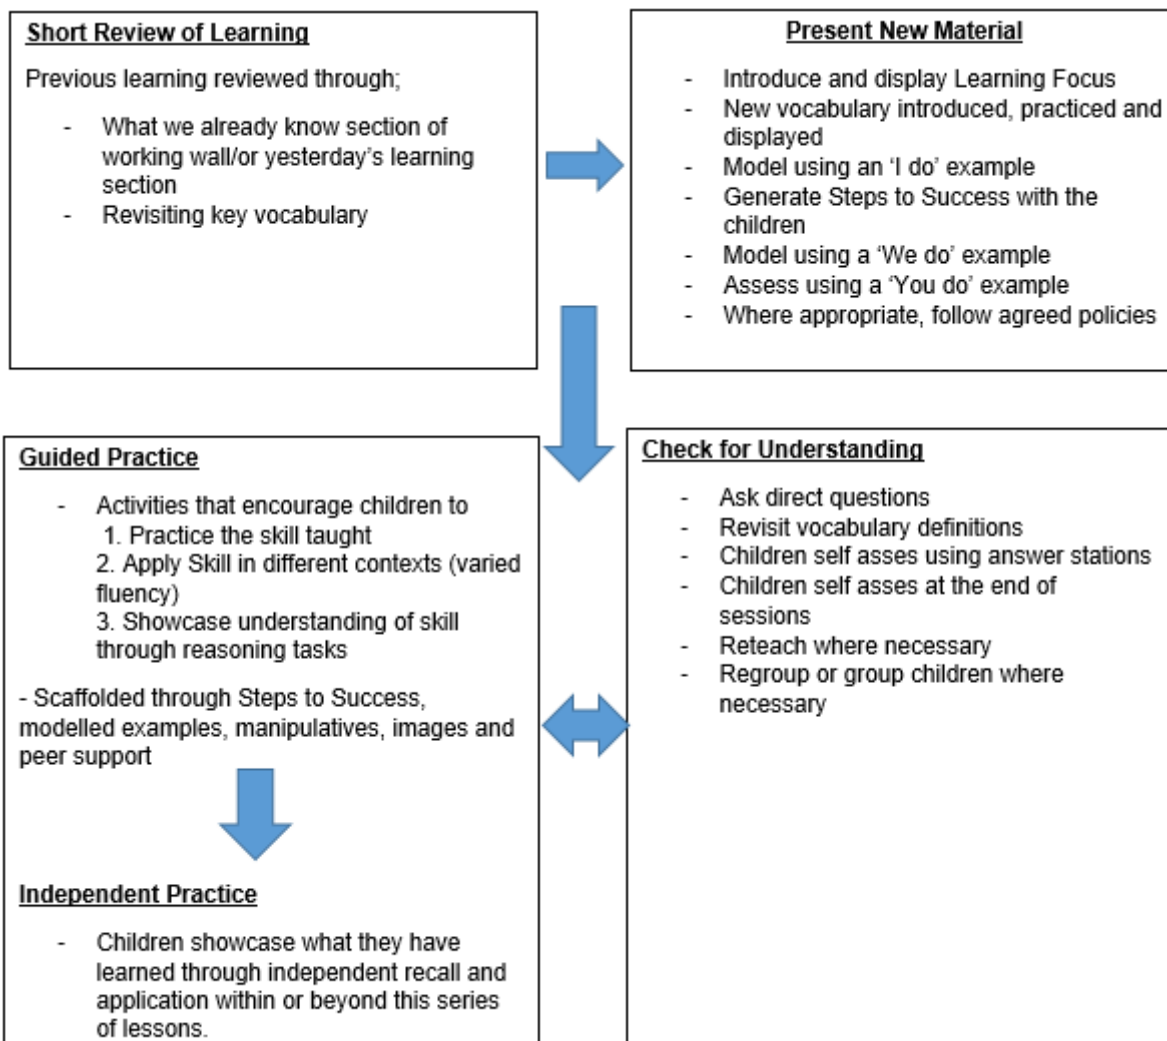 Short Review of Learning
Previous learning reviewed through;
- What we already know section of
working wall/or yesterday's learning
section
- Revisiting key vocabulary
Present New Material
- Introduce and display Learning Focus
- New vocabulary introduced, practiced and
displayed
- Model using an ‘I do’ example
- Generate Steps to Success with the
children
- Model using a ‘We do’ example
- Assess using a ‘You do’ example
- Where appropriate, follow agreed policies
Guided Practice
- Activities that encourage children to
1. Practice the skill taught
2. Apply Skill in different contexts (varied
fluency)
3. Showcase understanding of skill
through reasoning tasks
- Scaffolded through Steps to Success,
modelled examples, manipulatives, images and
peer support
Independent Practice
- Children showcase what they have
learned through independent recall and
application within or beyond this series
of lessons.
Check for Understanding
- Ask direct questions
- Revisit vocabulary definitions
- Children self asses using answer stations
- Children self asses at the end of
sessions
- Reteach where necessary
- Regroup or group children where
necessary